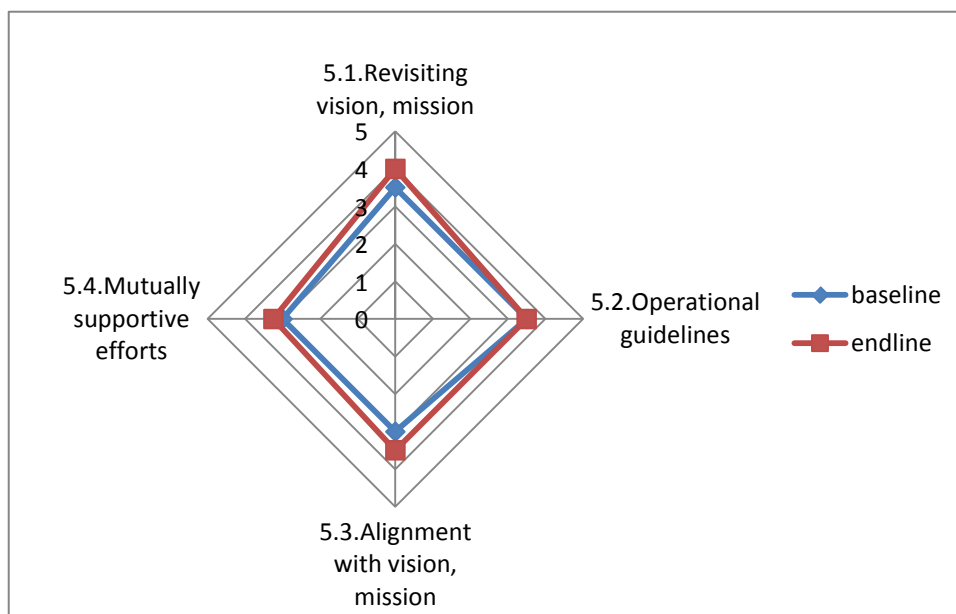 5.1.Revisiting
vision, mission
5
4
3
2
1
0
5.2.Operational
guidelines
5.3.Alignment
with vision,
mission
5.4.Mutually
supportive
efforts
baseline
endline